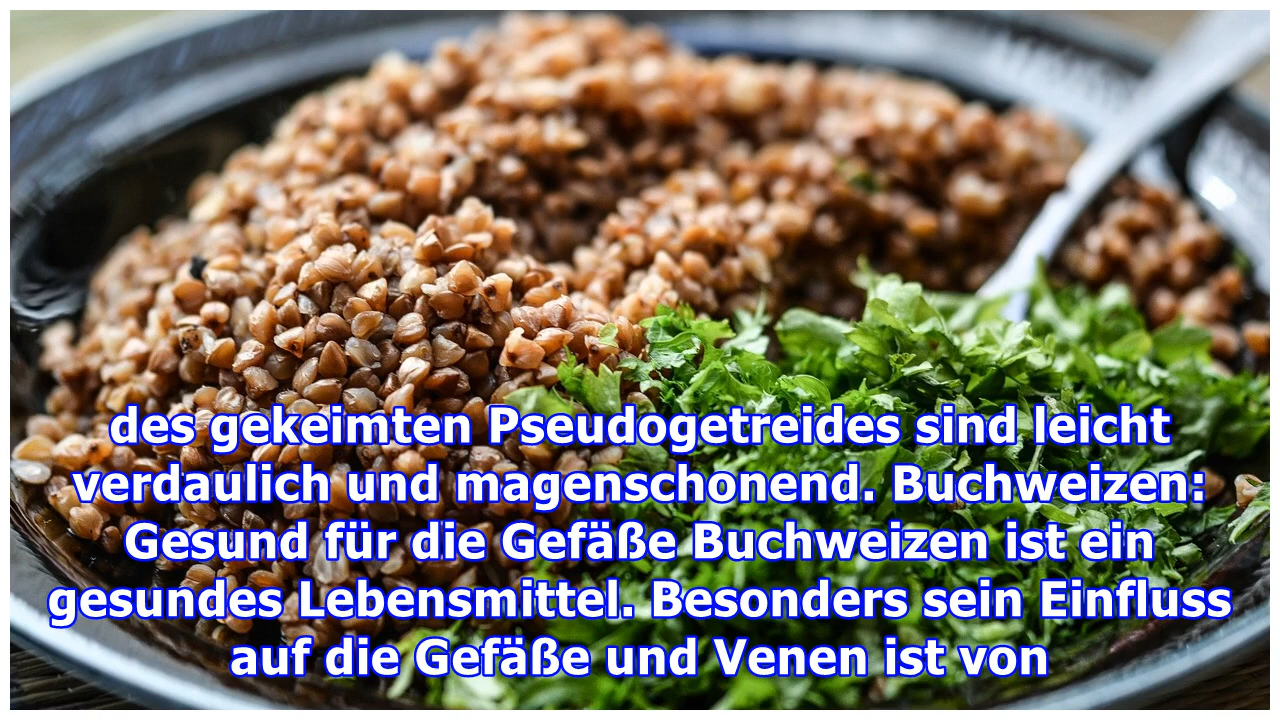 des gekeimten Pseudogetreides sind leicht
verdaulich und magenschonend. Buchweizen:
Gesund für die Gefäße Buchweizen ist ein
gesundes Lebensmittel. Besonders sein Einfluss
auf die Gefäße und Venen ist von